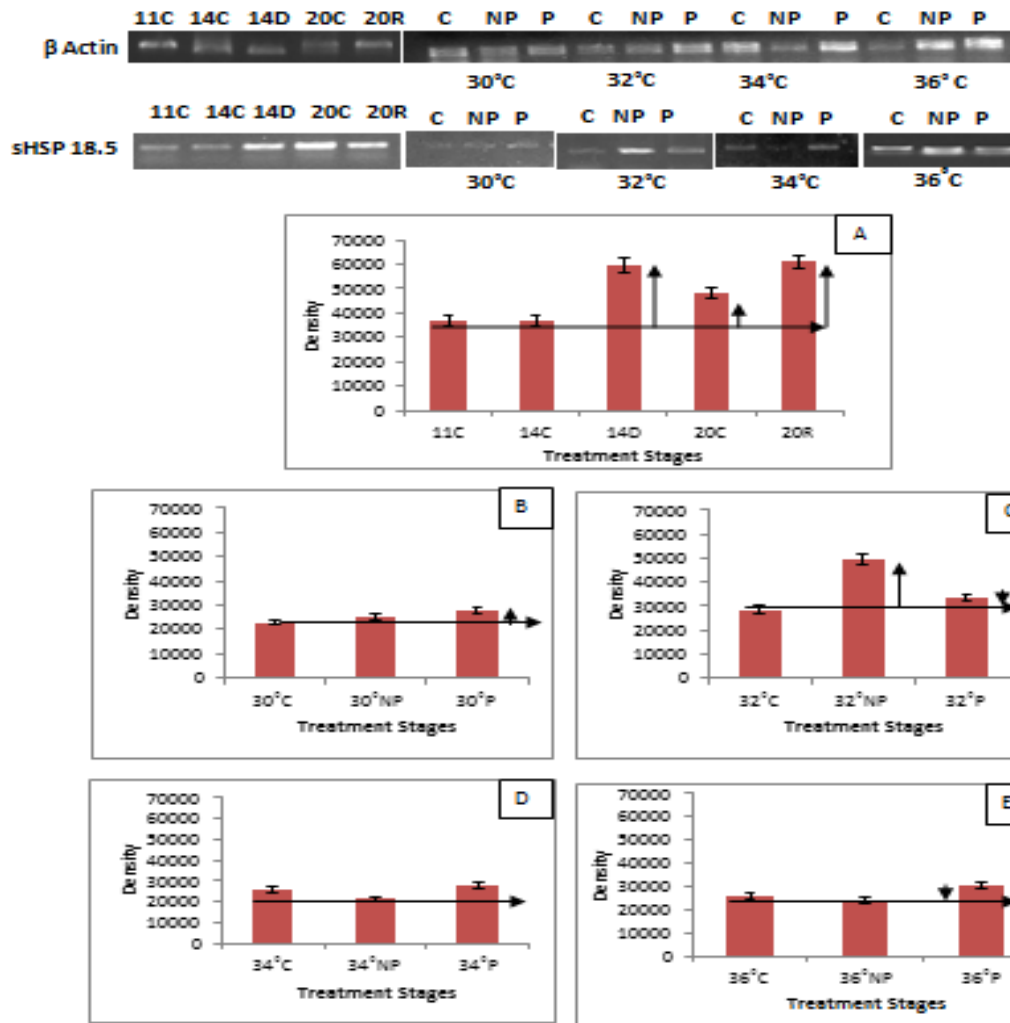 11C 14C 14D 20C 20R C NP P C NP P C NP P C NP P
β Actin
30°C 32°C 34°C 36°C
11C 14C 14D 20C 20R C NP P C NP P C P C NP P
sHSP 18.5
30°C 32°C 34°C 36°C
A
70000
60000
50000
40000
30000
20000
10000
0
Density
11C 14C 14D 20C 20R
Treatment Stages
B
70000
60000
50000
40000
30000
20000
10000
0
Density
30°C 30°NP 30°P
Treatment Stages
C
70000
60000
50000
40000
30000
20000
10000
0
Density
32°C 32°NP 32°P
Treatment Stages
D
70000
60000
50000
40000
30000
20000
10000
0
Density
34°C 34°NP 34°P
Treatment Stages
E
70000
60000
50000
40000
30000
20000
10000
0
Density
36°C 36°NP 36°P
Treatment Stages